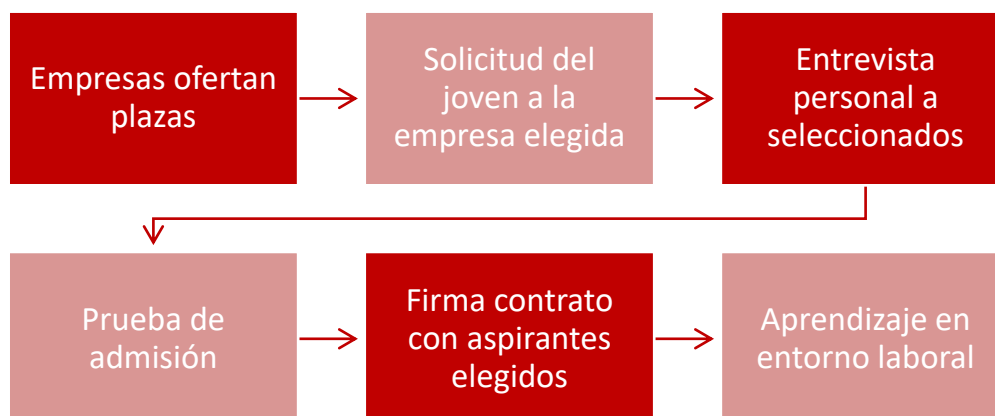 Empresas ofertan
plazas
Solicitud del
joven a la
empresa elegida
Entrevista
personal a
seleccionados
Prueba de
admisión
Firma contrato
con aspirantes
elegidos
Aprendizaje en
entorno laboral